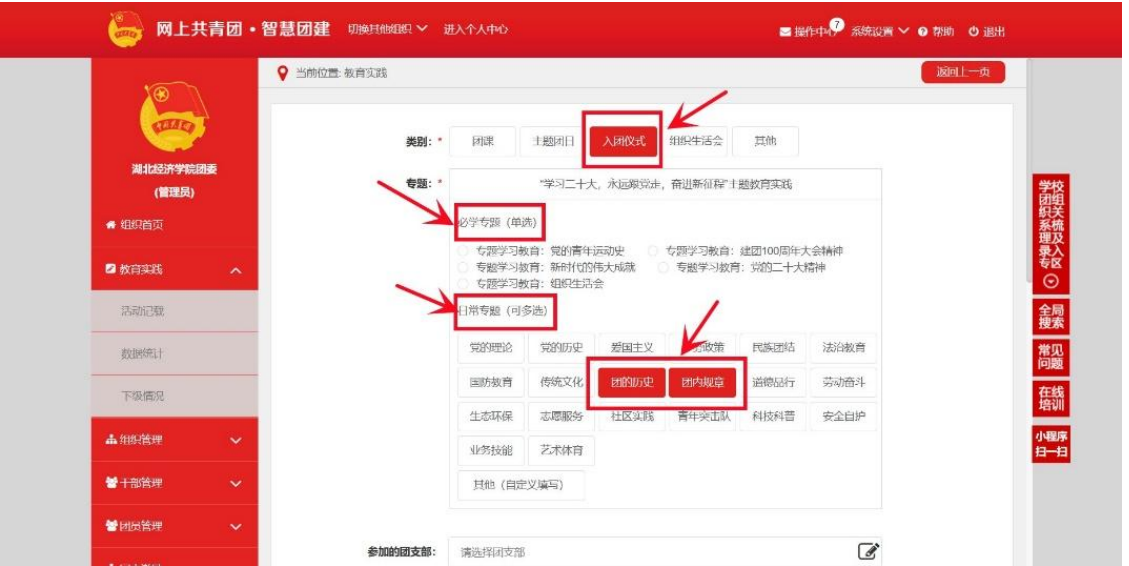 网上共青团·智慧团建 切换其他组织 进入个人中心 操作中心 7 系统设置 帮助 退出
当前位置: 教育实践 返回上一页
中国共青团
湖北经济学院团委
(管理员)
组织首页
教育实践
活动记载
数据统计
下级情况
组织管理
干部管理
团员管理
类别: * 团课 主题团日 入团仪式 组织生活会 其他
专题: * "学习二十大，永远跟党走，奋进新征程"主题教育实践
必学专题（单选）
专题学习教育：党的青年运动史 专题学习教育：建团100周年大会精神
专题学习教育：新时代的伟大成就 专题学习教育：党的二十大精神
专题学习教育：组织生活会
日常专题（可多选）
党的理论 党的历史 爱国主义 政策 民族团结 法治教育
国防教育 传统文化 团的历史 团内规章 道德品行 劳动奋斗
生态环保 志愿服务 社区实践 青年突击队 科技科普 安全自护
业务技能 艺术体育
其他（自定义填写）
参加的团支部: 请选择团支部
学校团组织关系统理及录入专区
全局搜索
常见问题
在线培训
小程序扫一扫